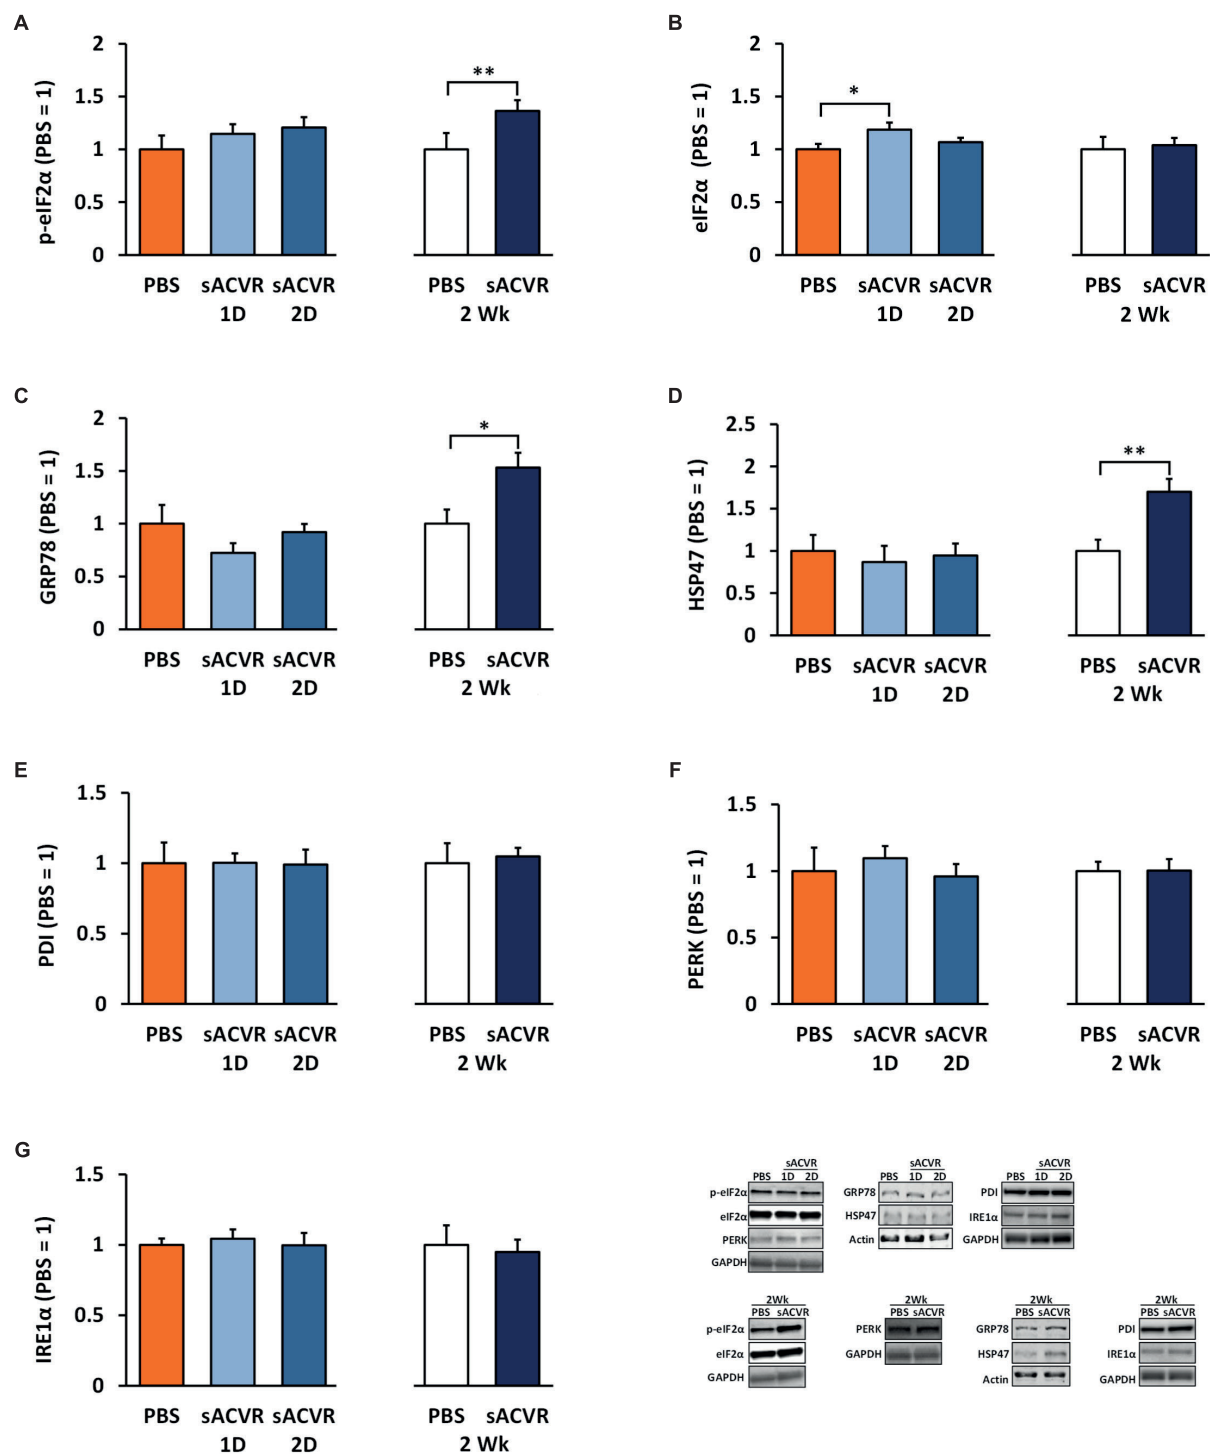 A
p-eIF2α (PBS = 1)
2
1.5
1
0.5
0
**
PBS sACVR sACVR PBS sACVR
1D 2D 2 Wk
B
eIF2α (PBS = 1)
2
1.5
1
0.5
0
*
PBS sACVR sACVR PBS sACVR
1D 2D 2 Wk
C
GRP78 (PBS = 1)
2
1.5
1
0.5
0
*
PBS sACVR sACVR PBS sACVR
1D 2D 2 Wk
D
HSP47 (PBS = 1)
2.5
2
1.5
1
0.5
0
**
PBS sACVR sACVR PBS sACVR
1D 2D 2 Wk
E
PDI (PBS = 1)
1.5
1
0.5
0
PBS sACVR sACVR PBS sACVR
1D 2D 2 Wk
F
PERK (PBS = 1)
1.5
1
0.5
0
PBS sACVR sACVR PBS sACVR
1D 2D 2 Wk
G
IRE1α (PBS = 1)
1.5
1
0.5
0
PBS sACVR sACVR PBS sACVR
1D 2D 2 Wk
sACVR
PBS 1D 2D
p-eIF2α
eIF2α
PERK
GAPDH
sACVR
PBS 1D 2D
GRP78
HSP47
Actin
sACVR
PBS 1D 2D
PDI
IRE1α
GAPDH
2Wk
PBS sACVR
p-eIF2α
eIF2α
GAPDH
2Wk
PBS sACVR
PERK
GAPDH
2Wk
PBS sACVR
GRP78
HSP47
Actin
2Wk
PBS sACVR
PDI
IRE1α
GAPDH